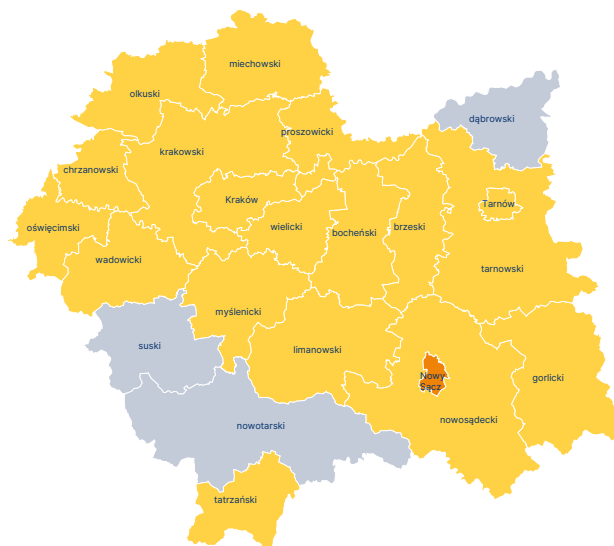 miechowski
olkuski
dąbrowski
proszowicki
krakowski
chrzanowski
Kraków
Tarnów
oświęcimski
wielicki
bocheński
brzeski
wadowicki
tarnowski
myślenicki
suski
limanowski
Nowy
Sącz
gorlicki
nowosądecki
nowotarski
tatrzański